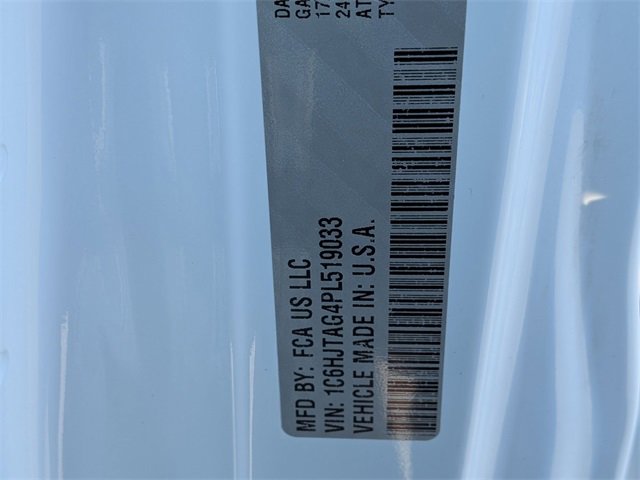 MFD BY: FCA US LLC
VIN: 1C6HJTAG4PL519033
VEHICLE MADE IN: U.S.A.